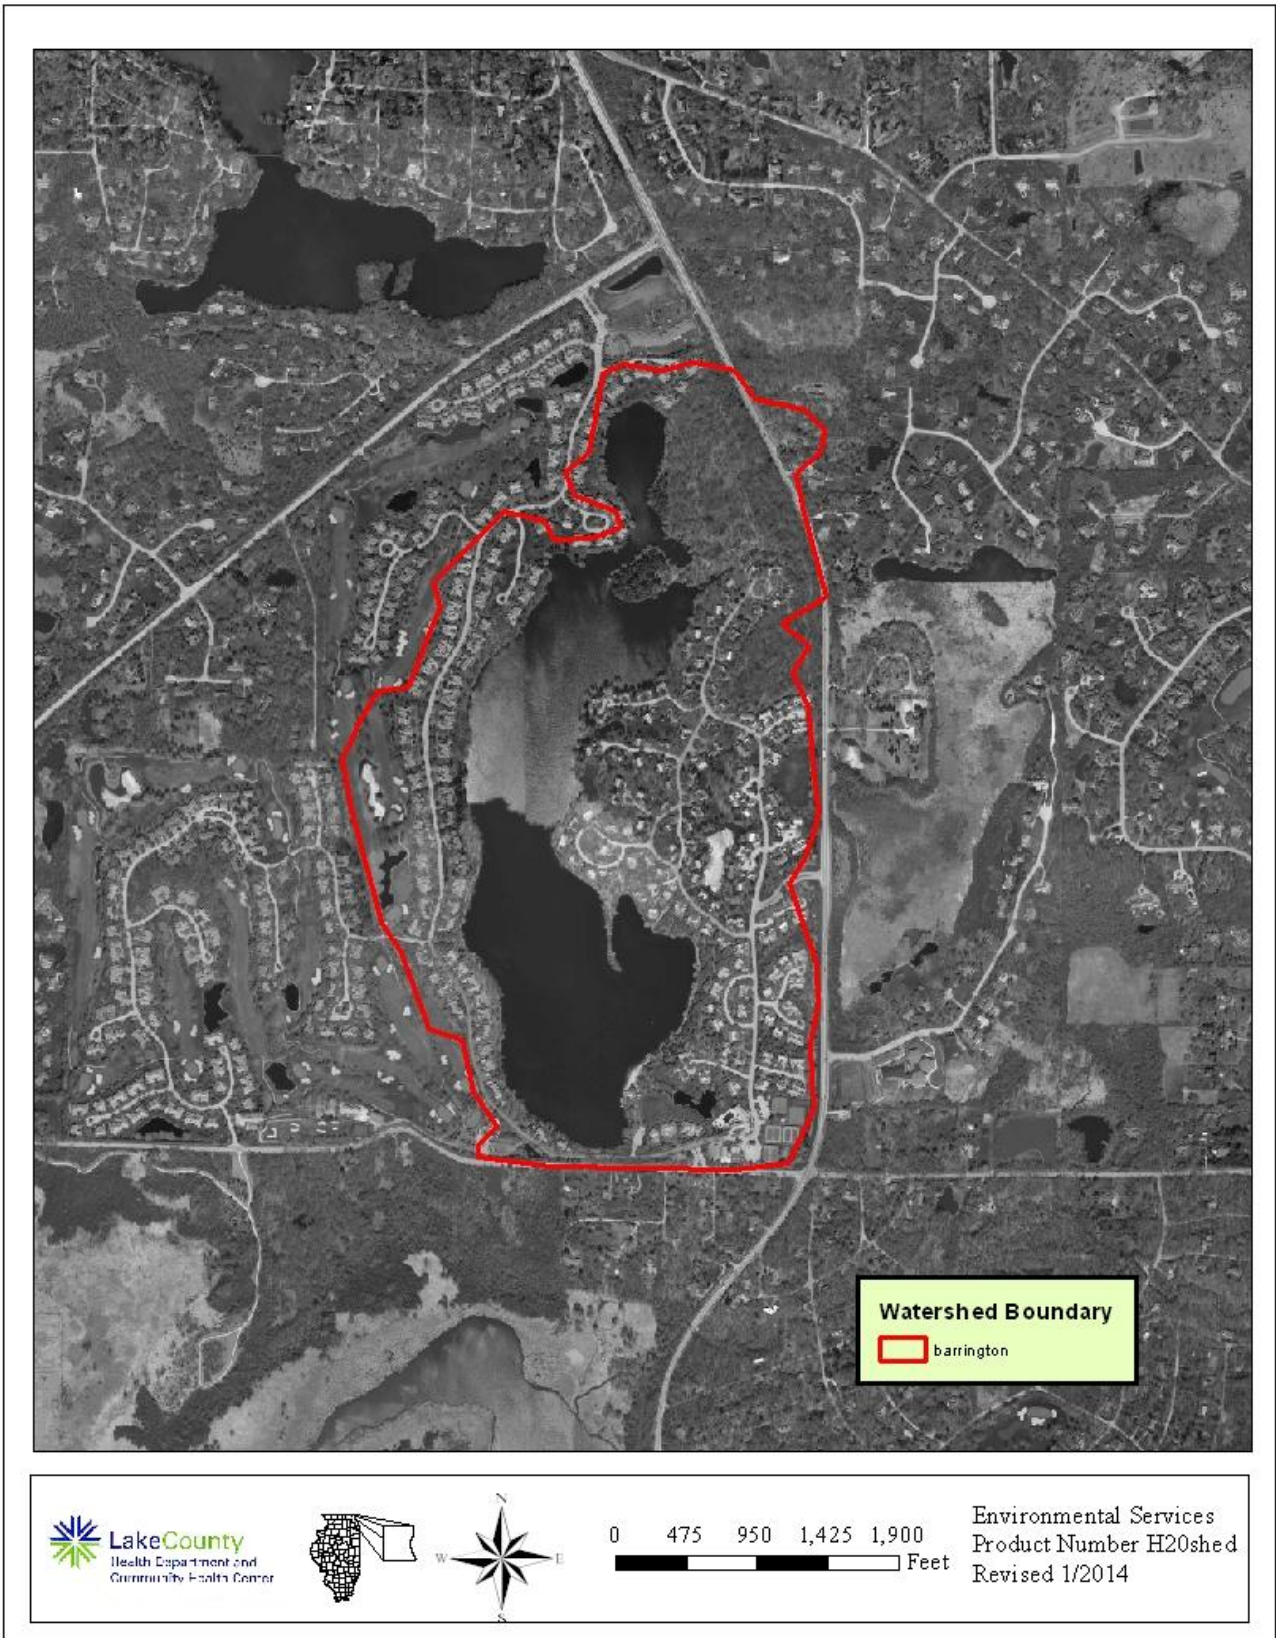 Watershed Boundary
barrington
LakeCounty
Health Department and
Community Health Center
N
W
E
S
0 475 950 1,425 1,900
Feet
Environmental Services
Product Number H20shed
Revised 1/2014